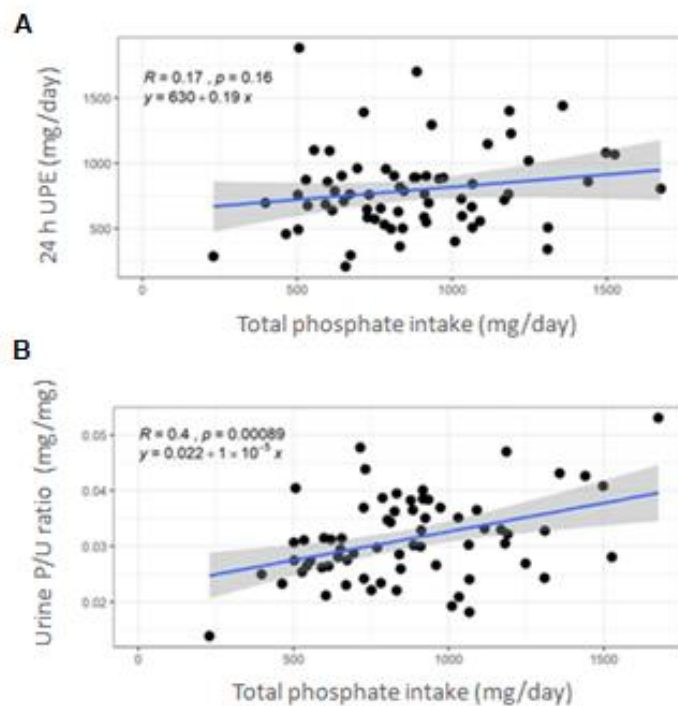 A
R = 0.17 , p = 0.16
y = 630 + 0.19 x
24 h UPE (mg/day)
1500
1000
500
0
500
1000
1500
Total phosphate intake (mg/day)
B
R = 0.4 , p = 0.00089
y = 0.022 + 1 × 10⁻⁵ x
Urine P/U ratio (mg/mg)
0.05
0.04
0.03
0.02
0
500
1000
1500
Total phosphate intake (mg/day)